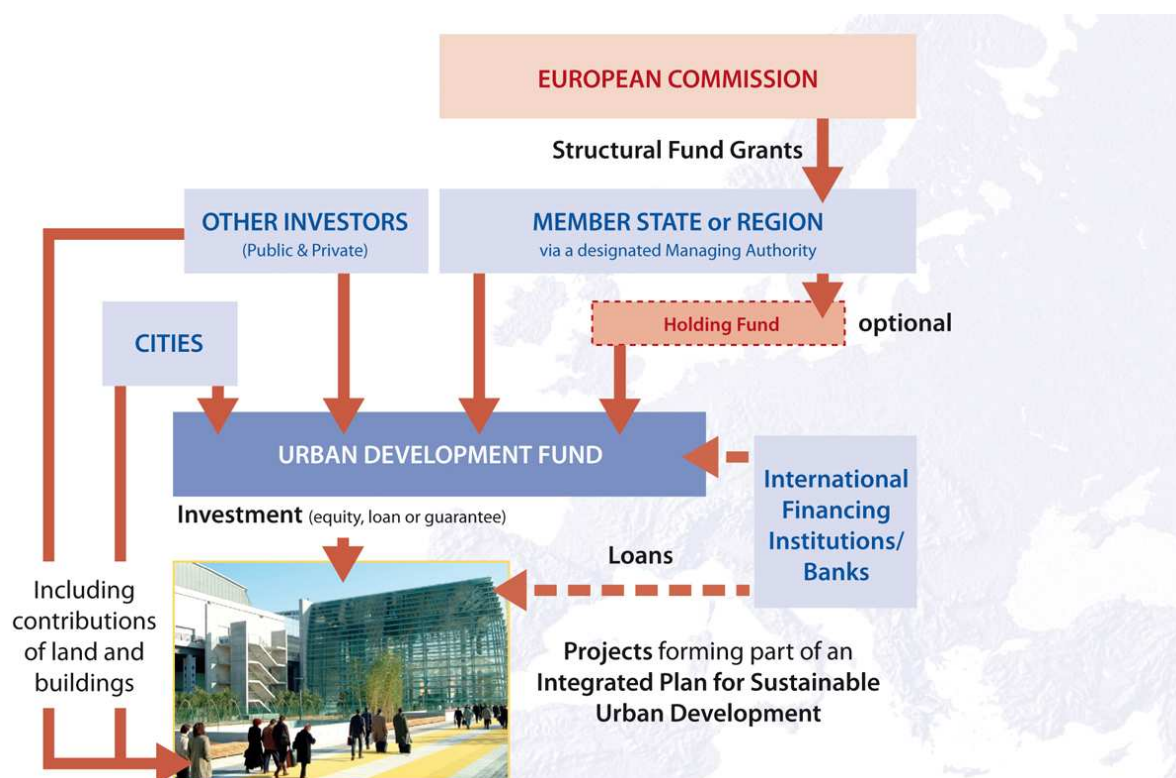 EUROPEAN COMMISSION
Structural Fund Grants
OTHER INVESTORS
(Public & Private)
MEMBER STATE or REGION
via a designated Managing Authority
Holding Fund
optional
CITIES
URBAN DEVELOPMENT FUND
International
Financing
Institutions/
Banks
Investment (equity, loan or guarantee)
Loans
Including
contributions
of land and
buildings
Projects forming part of an
Integrated Plan for Sustainable
Urban Development